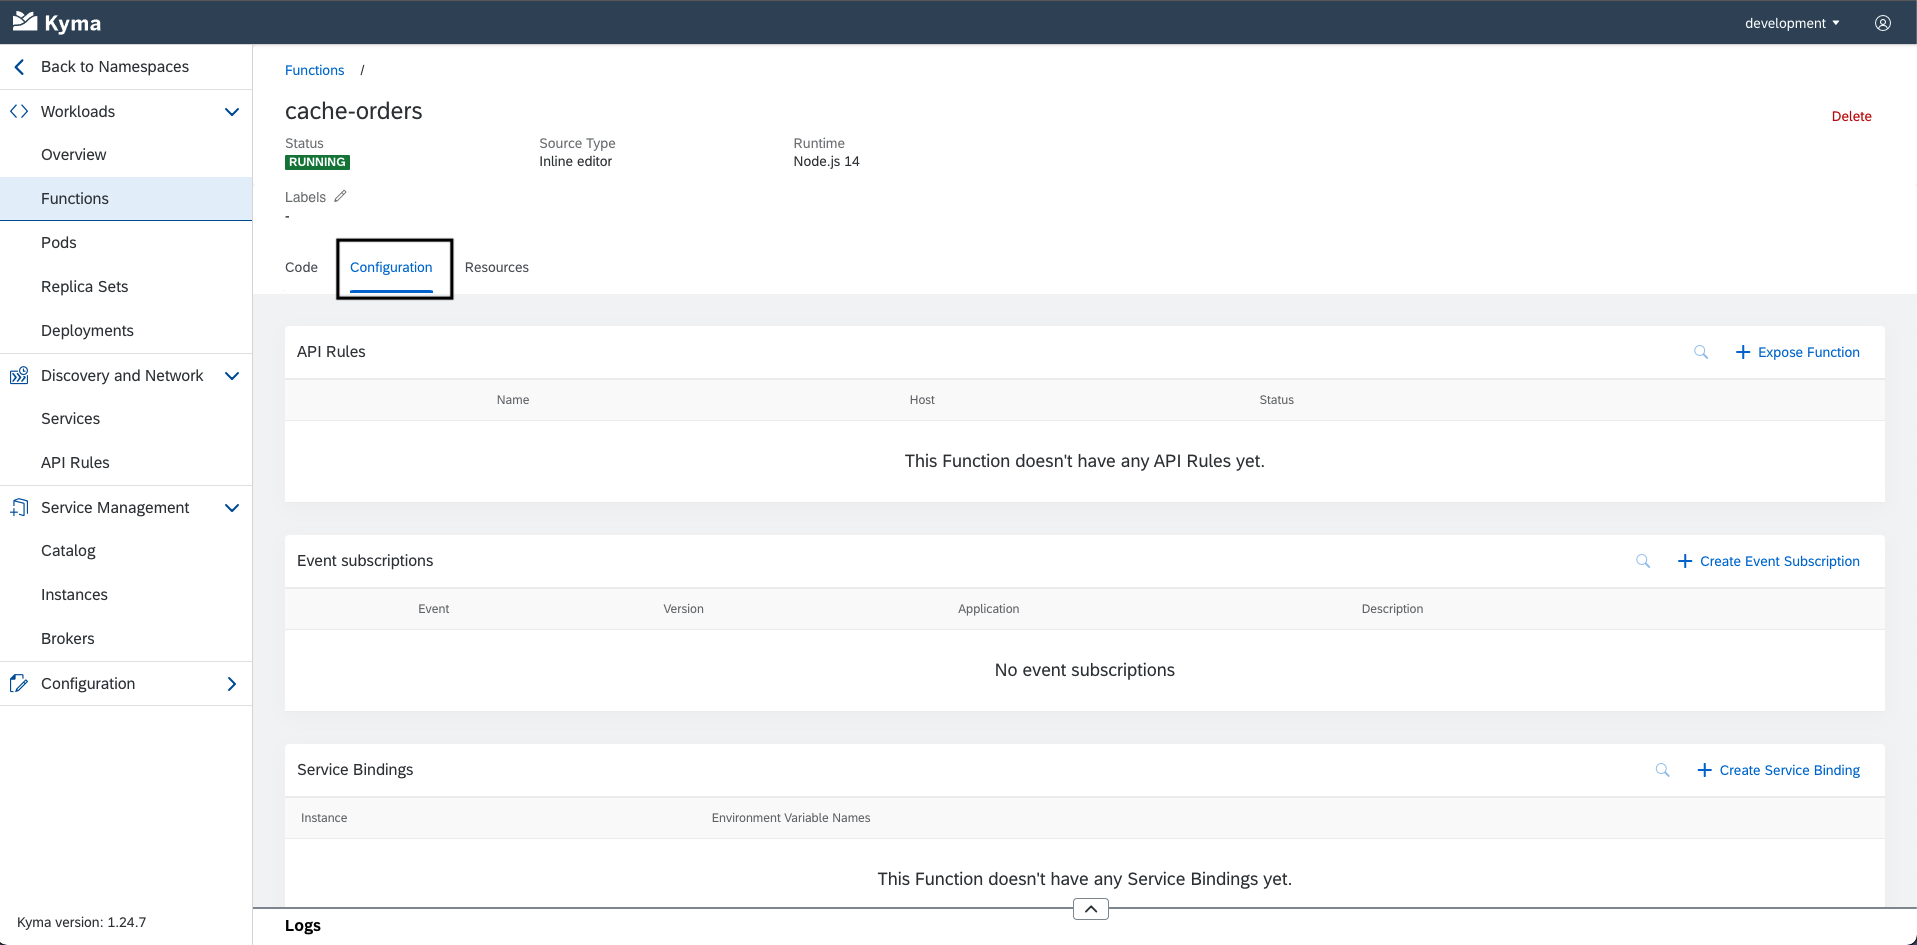 Kyma
development
Back to Namespaces
Workloads
Overview
Functions
Pods
Replica Sets
Deployments
Discovery and Network
Services
API Rules
Service Management
Catalog
Instances
Brokers
Configuration
Kyma version: 1.24.7
Functions /
cache-orders
Delete
Status Source Type Runtime
RUNNING Inline editor Node.js 14
Labels
-
Code Configuration Resources
API Rules Expose Function
Name Host Status
This Function doesn't have any API Rules yet.
Event subscriptions Create Event Subscription
Event Version Application Description
No event subscriptions
Service Bindings Create Service Binding
Instance Environment Variable Names
This Function doesn't have any Service Bindings yet.
Logs